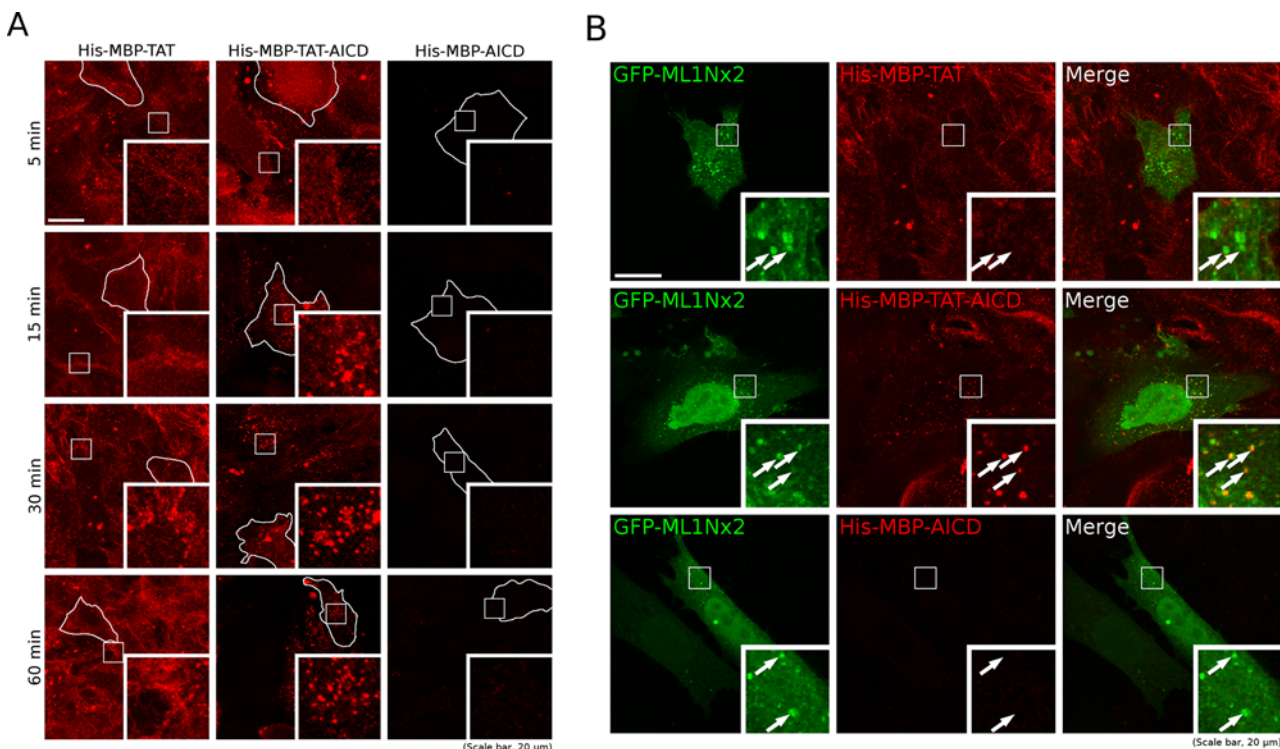 A
His-MBP-TAT His-MBP-TAT-AICD His-MBP-AICD
5 min
15 min
30 min
60 min
(Scale bar, 20 μm)
B
GFP-ML1Nx2 His-MBP-TAT Merge
GFP-ML1Nx2 His-MBP-TAT-AICD Merge
GFP-ML1Nx2 His-MBP-AICD Merge
(Scale bar, 20 μm)